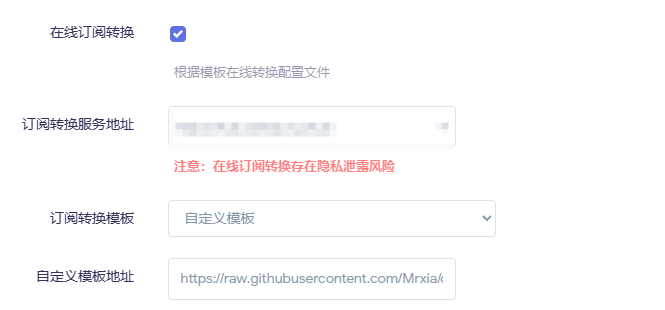 在线订阅转换
根据模板在线转换配置文件
订阅转换服务地址
注意：在线订阅转换存在隐私泄露风险
订阅转换模板
自定义模板
自定义模板地址
https://raw.githubusercontent.com/Mrxia/